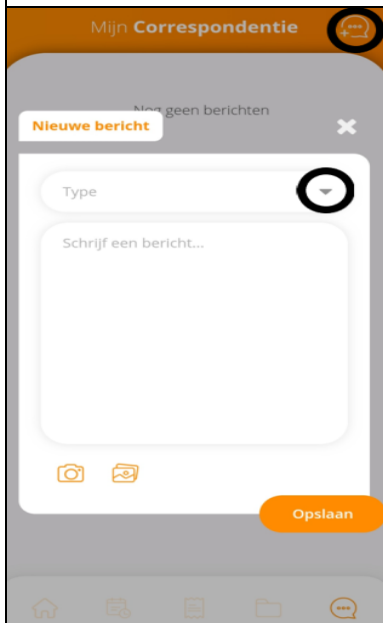 Mijn Correspondentie
Nog geen berichten
Nieuwe bericht
Type
Schrijf een bericht...
Opslaan